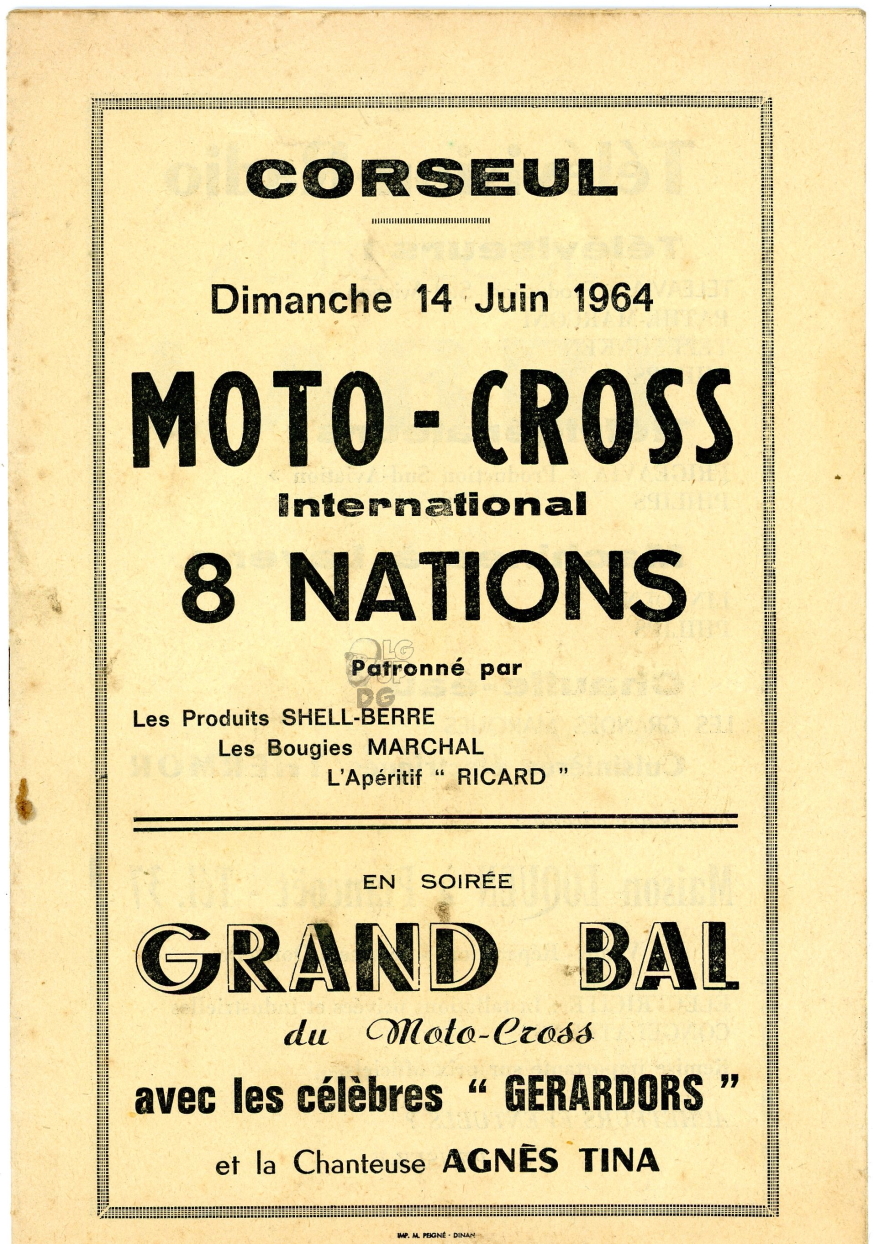 CORSEUL
Dimanche 14 Juin 1964
MOTO - CROSS
International
8 NATIONS
Patronné par
Les Produits SHELL-BERRE
Les Bougies MARCHAL
L'Apéritif “ RICARD ”
EN SOIRÉE
GRAND BAL
du Moto-Cross
avec les célèbres “ GERARDORS ”
et la Chanteuse AGNÈS TINA
IMP. M. PEIGNÉ - DINAN